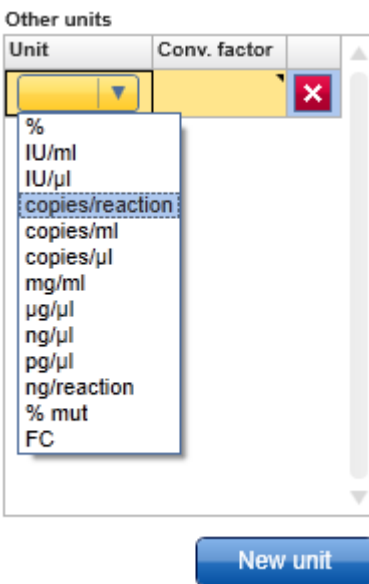 Other units
Unit Conv. factor
%
IU/ml
IU/µl
copies/reaction
copies/ml
copies/µl
mg/ml
µg/µl
ng/µl
pg/µl
ng/reaction
% mut
FC
New unit